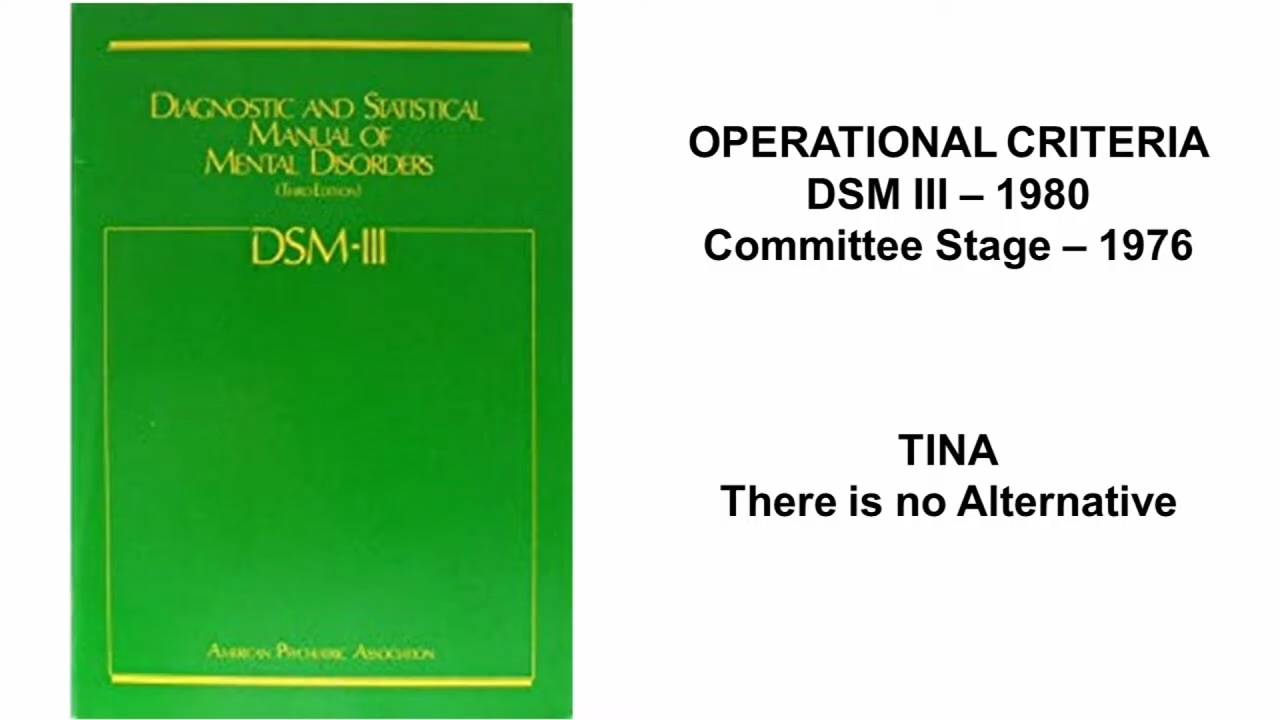 DIAGNOSTIC AND STATISTICAL
MANUAL OF
MENTAL DISORDERS
(THIRD EDITION)
DSM-III
AMERICAN PSYCHIATRIC ASSOCIATION
OPERATIONAL CRITERIA
DSM III – 1980
Committee Stage – 1976
TINA
There is no Alternative